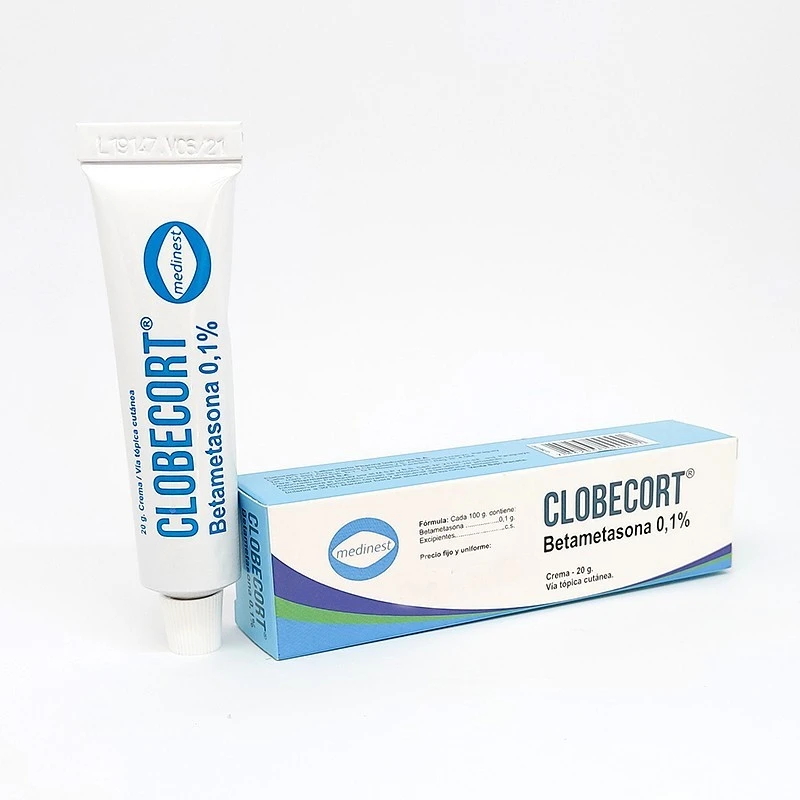 L19147 V06/21
medinest
CLOBECORT®
Betametasona 0,1%
20 g. Crema / Vía tópica cutánea
CLOBECORT®
Betametasona 0,1%
medinest
Fórmula: Cada 100 g. contiene:
Betametasona ..............0,1 g.
Excipientes......................c.s.
Precio fijo y uniforme:
CLOBECORT®
Betametasona 0,1%
Crema - 20 g.
Vía tópica cutánea.